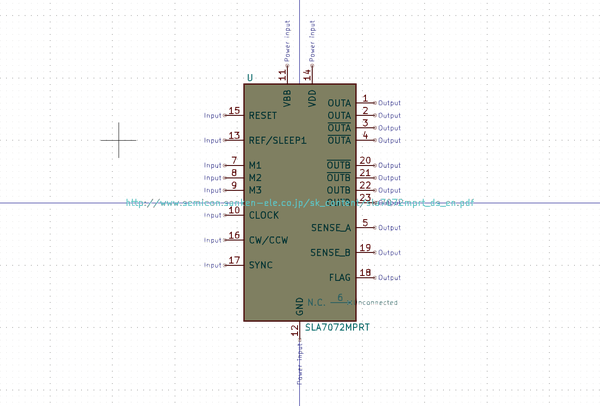 Power input
Power input
11
14
U
VBB
VDD
OUTA
1
Output
OUTA
2
Output
Input
15
RESET
OUTA
3
Output
Input
13
REF/SLEEP1
OUTA
4
Output
Input
7
M1
OUTB
20
Output
Input
8
M2
OUTB
21
Output
Input
9
M3
OUTB
22
Output
23
Input
10
CLOCK
SENSE_A
5
Output
Input
16
CW/CCW
SENSE_B
19
Output
Input
17
SYNC
FLAG
18
Output
GND
N.C.
6
12
SLA7072MPRT
Power input